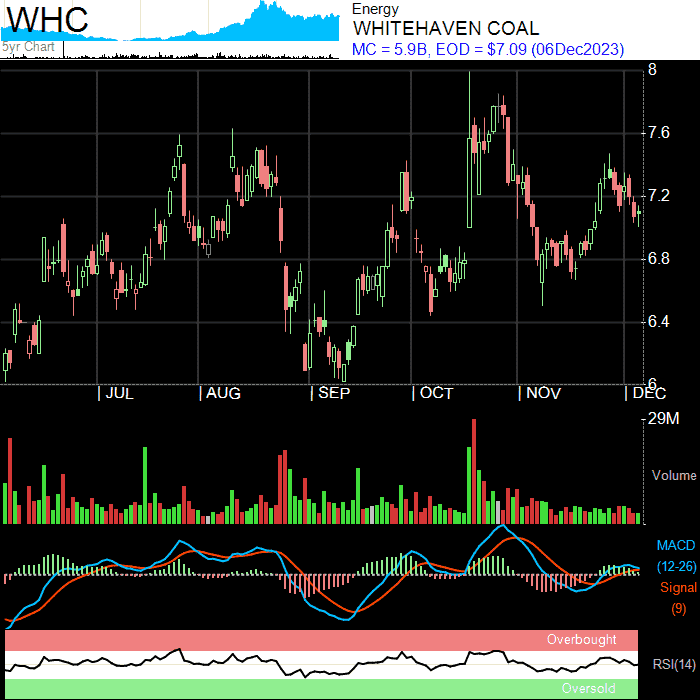 WHC
5yr Chart
Energy
WHITEHAVEN COAL
MC = 5.9B, EOD = $7.09 (06Dec2023)
8
7.6
7.2
6.8
6.4
6
| JUL | AUG | SEP | OCT | NOV | DEC
29M
Volume
MACD
(12-26)
Signal
(9)
Overbought
RSI(14)
Oversold